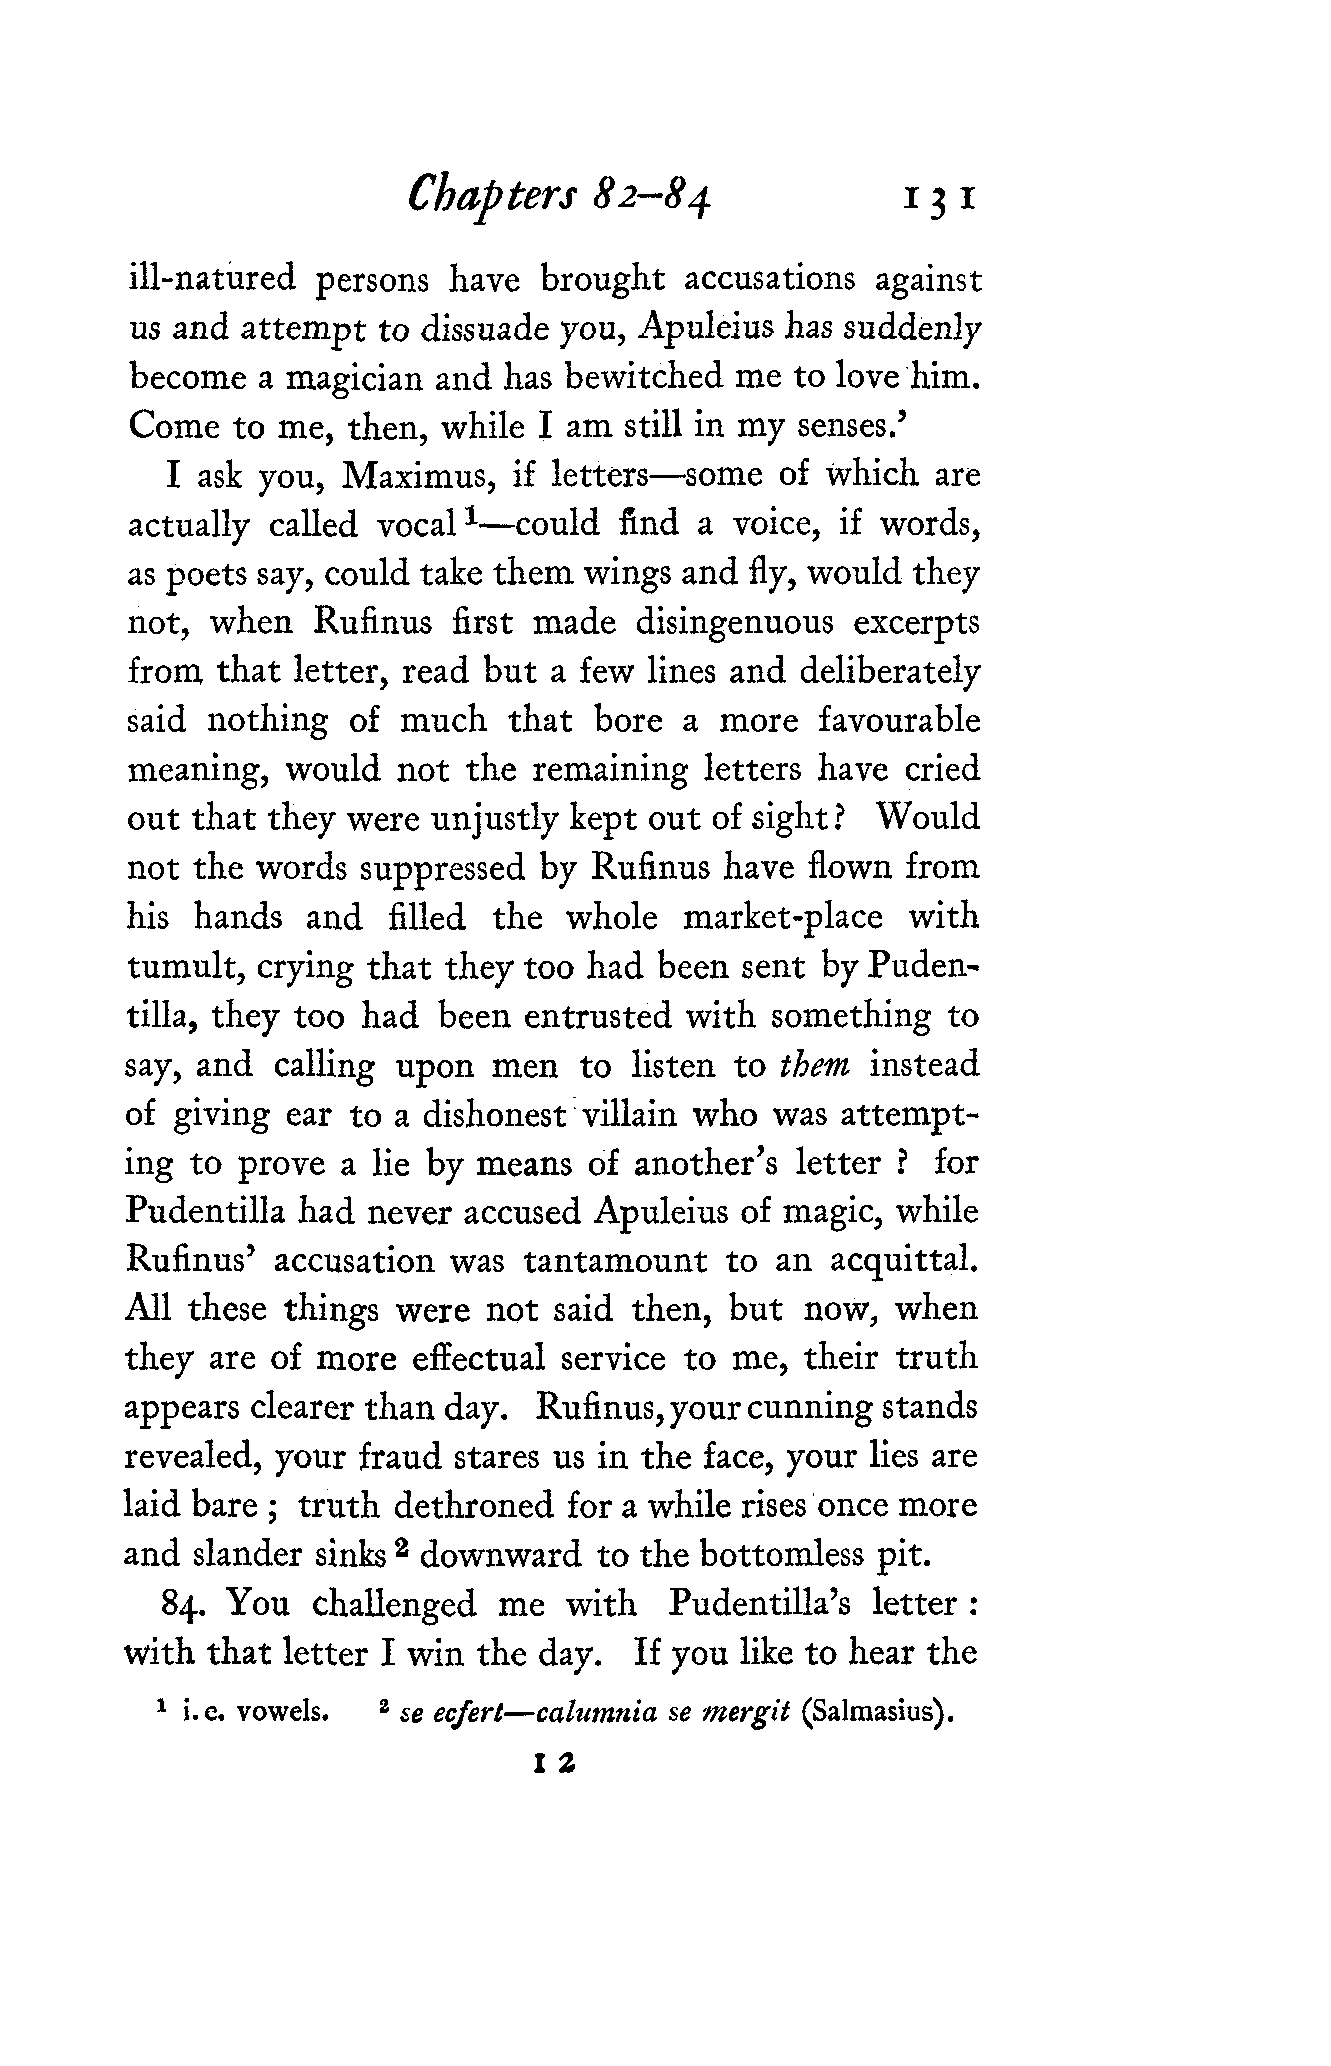 Chapters 82–84 131
ill-natured persons have brought accusations against
us and attempt to dissuade you, Apuleius has suddenly
become a magician and has bewitched me to love him.
Come to me, then, while I am still in my senses.’
I ask you, Maximus, if letters—some of which are
actually called vocal¹—could find a voice, if words,
as poets say, could take them wings and fly, would they
not, when Rufinus first made disingenuous excerpts
from that letter, read but a few lines and deliberately
said nothing of much that bore a more favourable
meaning, would not the remaining letters have cried
out that they were unjustly kept out of sight? Would
not the words suppressed by Rufinus have flown from
his hands and filled the whole market-place with
tumult, crying that they too had been sent by Puden-
tilla, they too had been entrusted with something to
say, and calling upon men to listen to them instead
of giving ear to a dishonest villain who was attempt-
ing to prove a lie by means of another’s letter ? for
Pudentilla had never accused Apuleius of magic, while
Rufinus’ accusation was tantamount to an acquittal.
All these things were not said then, but now, when
they are of more effectual service to me, their truth
appears clearer than day. Rufinus, your cunning stands
revealed, your fraud stares us in the face, your lies are
laid bare ; truth dethroned for a while rises once more
and slander sinks² downward to the bottomless pit.
84. You challenged me with Pudentilla’s letter :
with that letter I win the day. If you like to hear the
¹ i.e. vowels. ² se ecfert—calumnia se mergit (Salmasius).
I 2